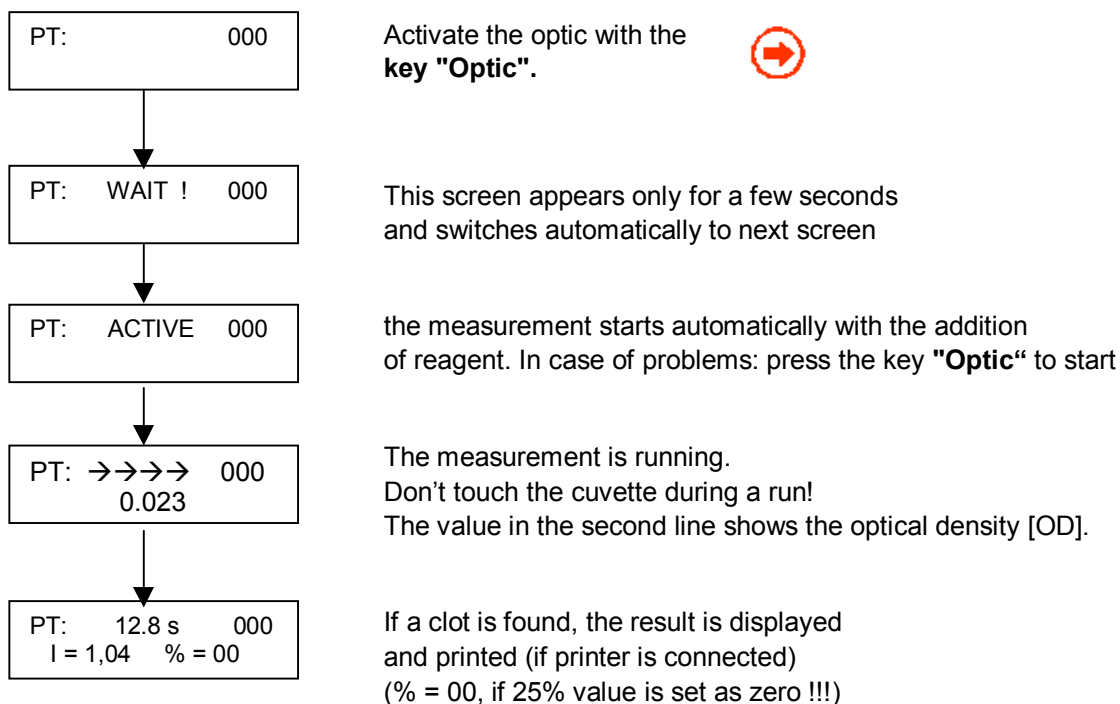 PT: 000
Activate the optic with the
key "Optic".
PT: WAIT ! 000
This screen appears only for a few seconds
and switches automatically to next screen
PT: ACTIVE 000
the measurement starts automatically with the addition
of reagent. In case of problems: press the key "Optic“ to start
PT: →→→→ 000
0.023
The measurement is running.
Don’t touch the cuvette during a run!
The value in the second line shows the optical density [OD].
PT: 12.8 s 000
I = 1,04 % = 00
If a clot is found, the result is displayed
and printed (if printer is connected)
(% = 00, if 25% value is set as zero !!!)